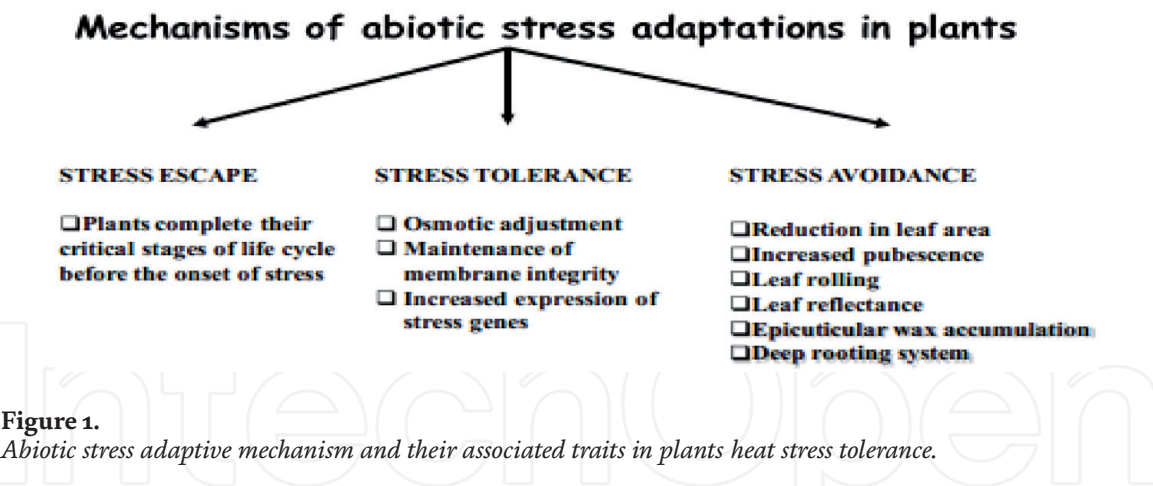 Mechanisms of abiotic stress adaptations in plants
STRESS ESCAPE
❑Plants complete their
critical stages of life cycle
before the onset of stress
STRESS TOLERANCE
❑ Osmotic adjustment
❑ Maintenance of
membrane integrity
❑ Increased expression of
stress genes
STRESS AVOIDANCE
❑Reduction in leaf area
❑Increased pubescence
❑Leaf rolling
❑Leaf reflectance
❑Epicuticular wax accumulation
❑Deep rooting system
IntechOpen
Figure 1.
Abiotic stress adaptive mechanism and their associated traits in plants heat stress tolerance.